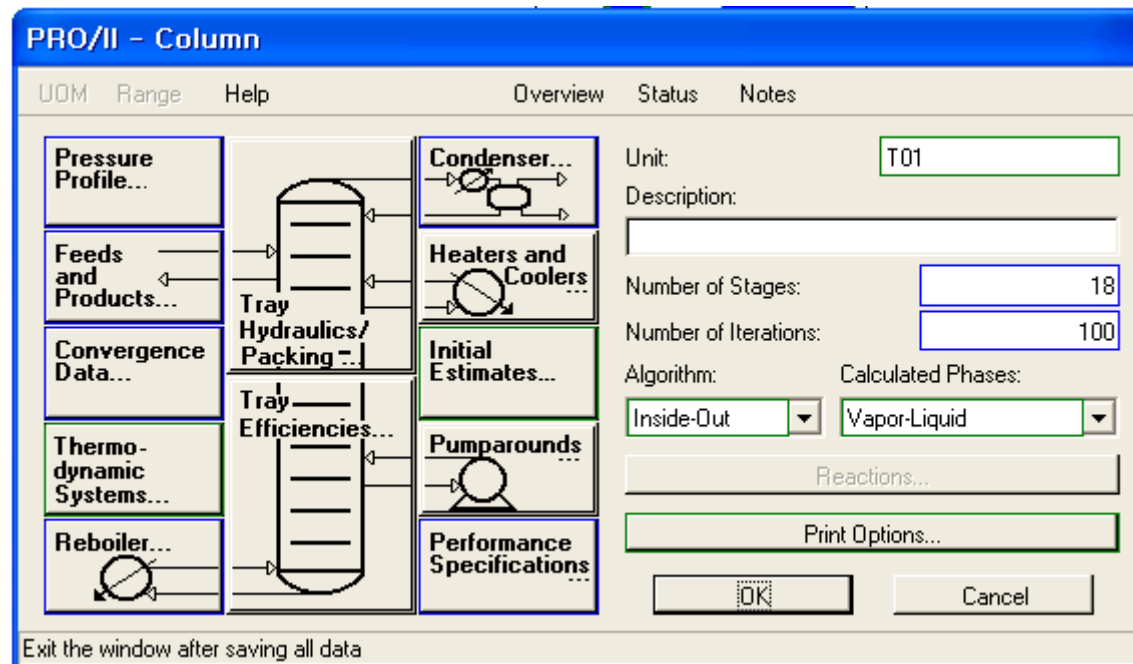 PRO/II - Column
UOM Range Help Overview Status Notes
Pressure
Profile...
Feeds
and
Products...
Convergence
Data...
Thermo-
dynamic
Systems...
Reboiler...
Tray
Hydraulics/
Packing ...
Tray
Efficiencies...
Condenser...
Heaters and
Coolers
...
Initial
Estimates...
Pumparounds
...
Performance
Specifications
...
Unit: T01
Description:
Number of Stages: 18
Number of Iterations: 100
Algorithm: Calculated Phases:
Inside-Out Vapor-Liquid
Reactions...
Print Options...
OK Cancel
Exit the window after saving all data